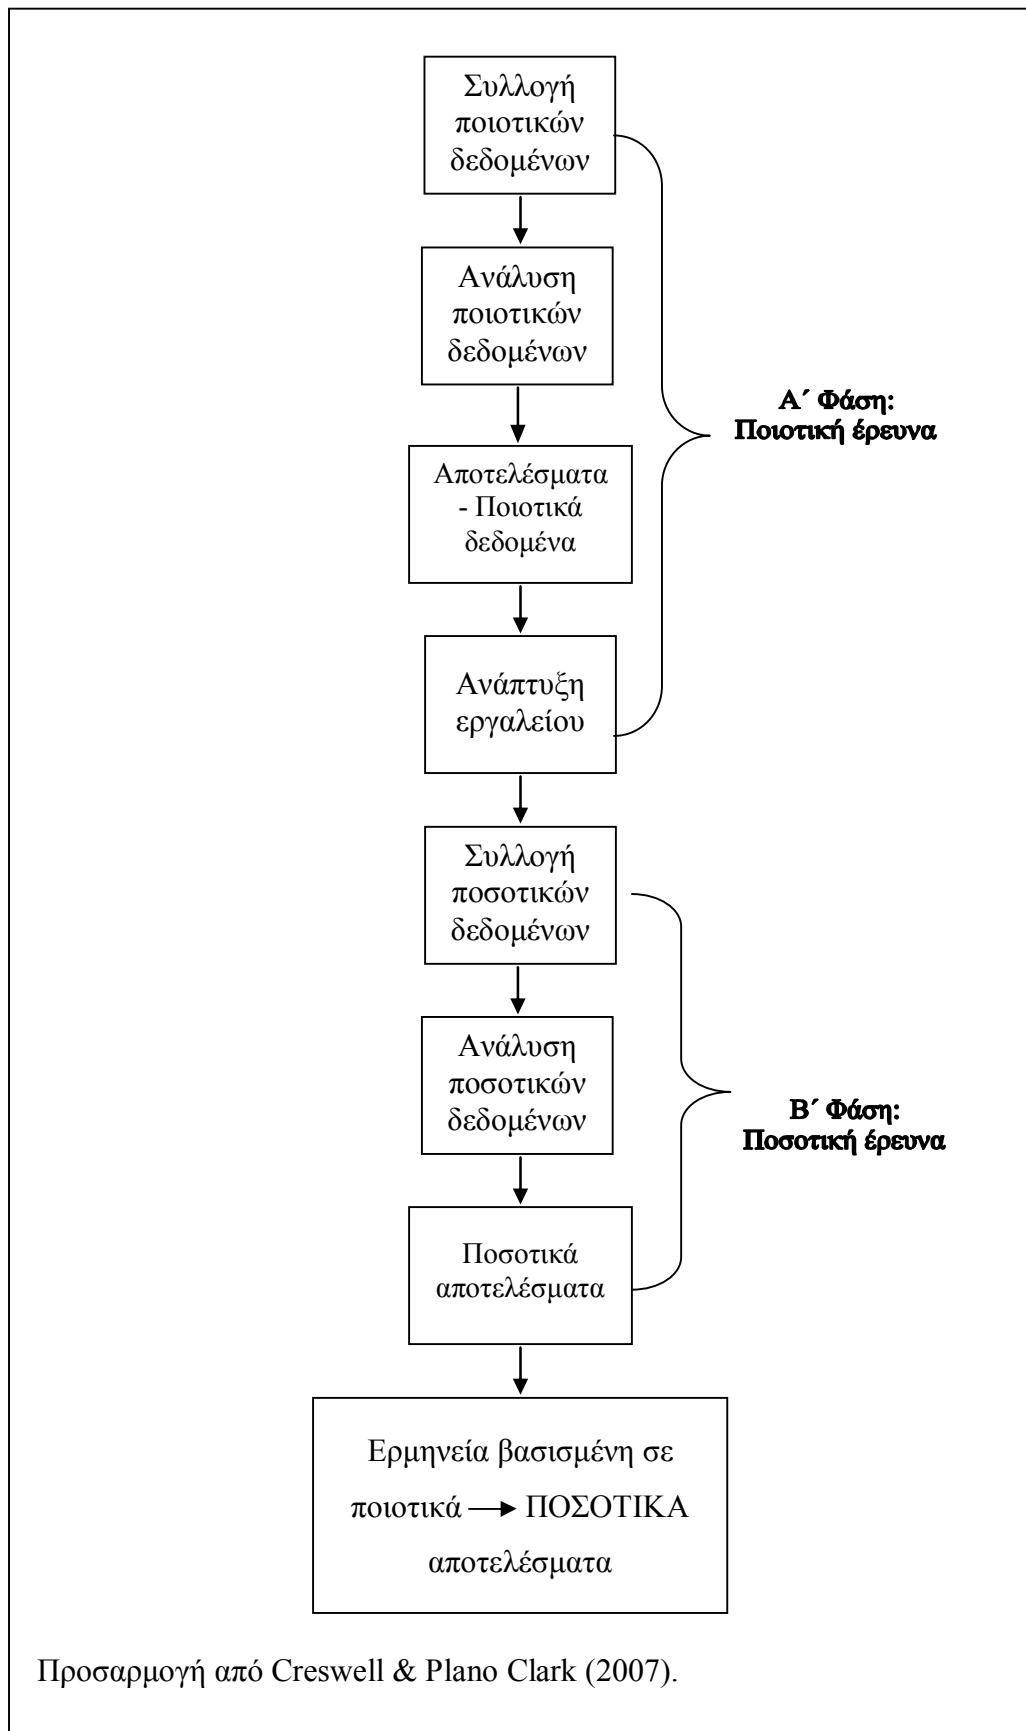 Συλλογή
ποιοτικών
δεδομένων
Ανάλυση
ποιοτικών
δεδομένων
Αποτελέσματα
- Ποιοτικά
δεδομένα
Α΄ Φάση:
Ποιοτική έρευνα
Ανάπτυξη
εργαλείου
Συλλογή
ποσοτικών
δεδομένων
Ανάλυση
ποσοτικών
δεδομένων
Β΄ Φάση:
Ποσοτική έρευνα
Ποσοτικά
αποτελέσματα
Ερμηνεία βασισμένη σε
ποιοτικά → ΠΟΣΟΤΙΚΑ
αποτελέσματα
Προσαρμογή από Creswell & Plano Clark (2007).